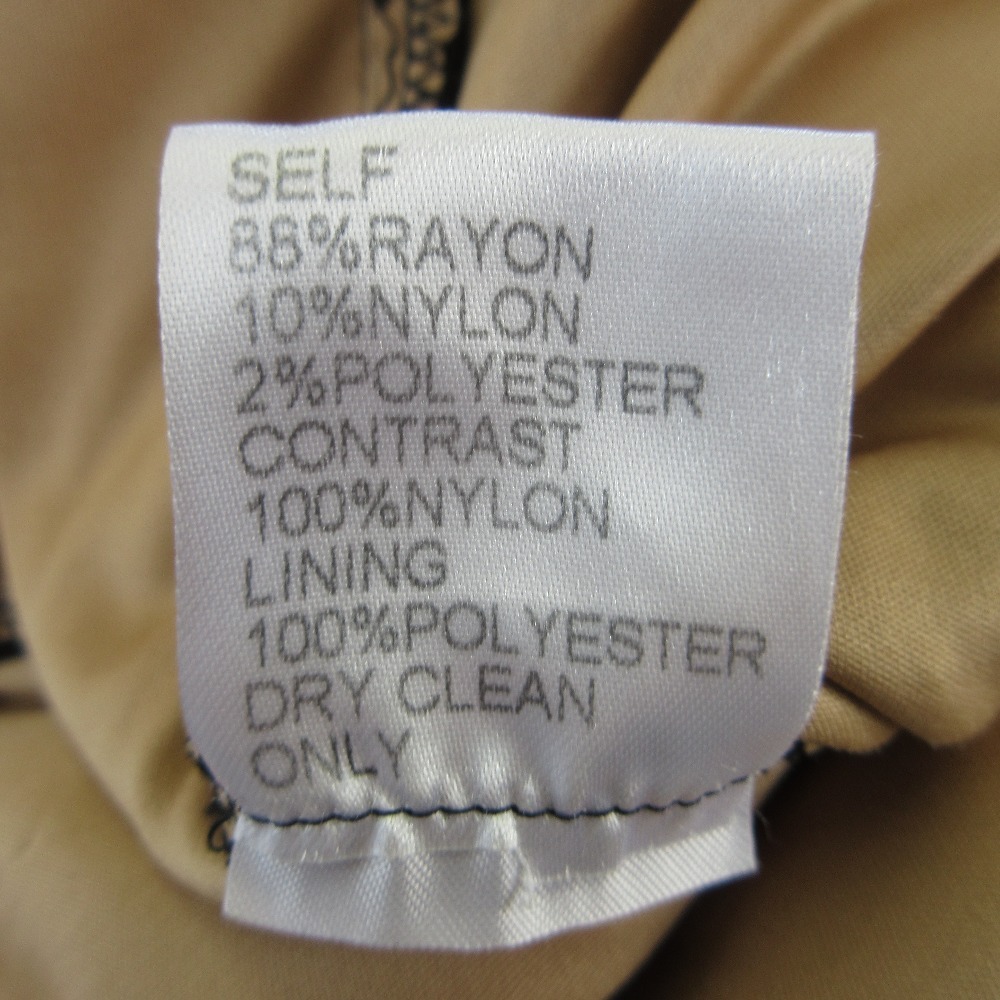 SELF
88%RAYON
10%NYLON
2%POLYESTER
CONTRAST
100%NYLON
LINING
100%POLYESTER
DRY CLEAN
ONLY